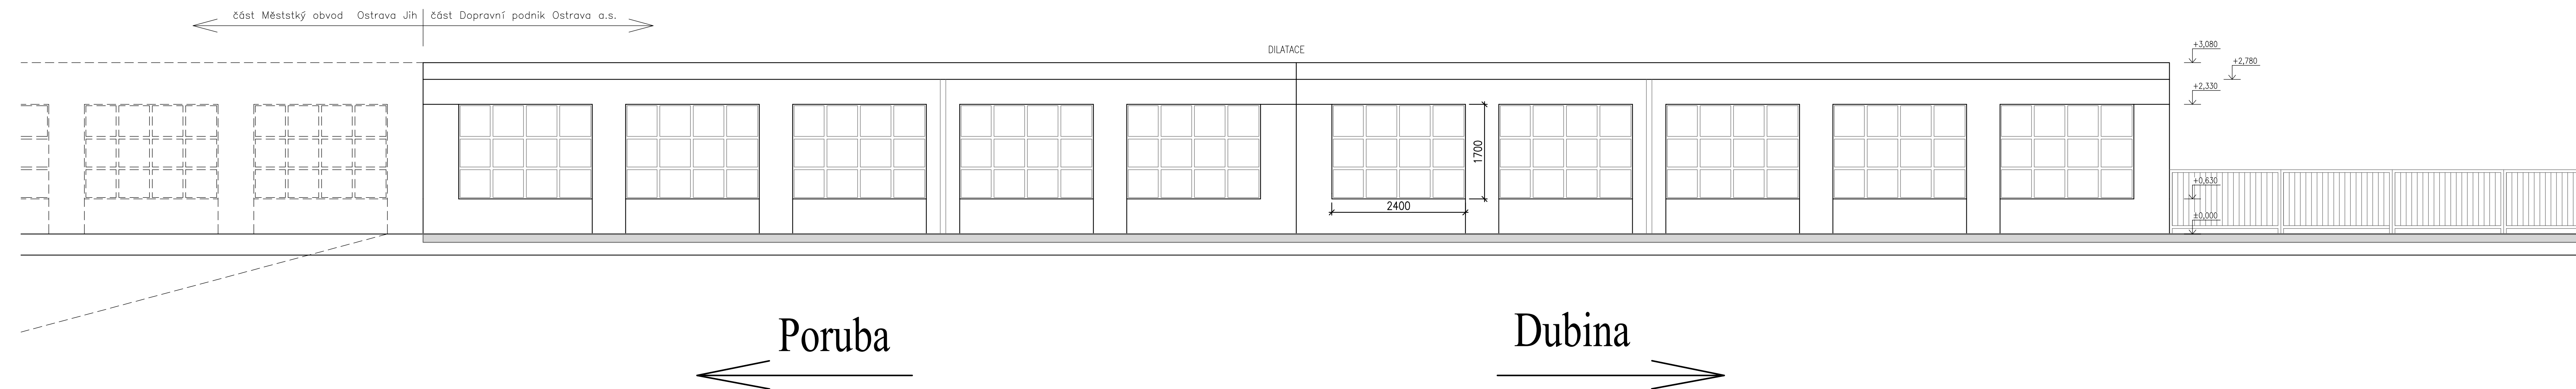 část Měststký obvod Ostrava Jih část Dopravní podnik Ostrava a.s.
DILATACE
+3,080
+2,780
+2,330
1700
+0,630
2400
±0,000
Poruba
Dubina